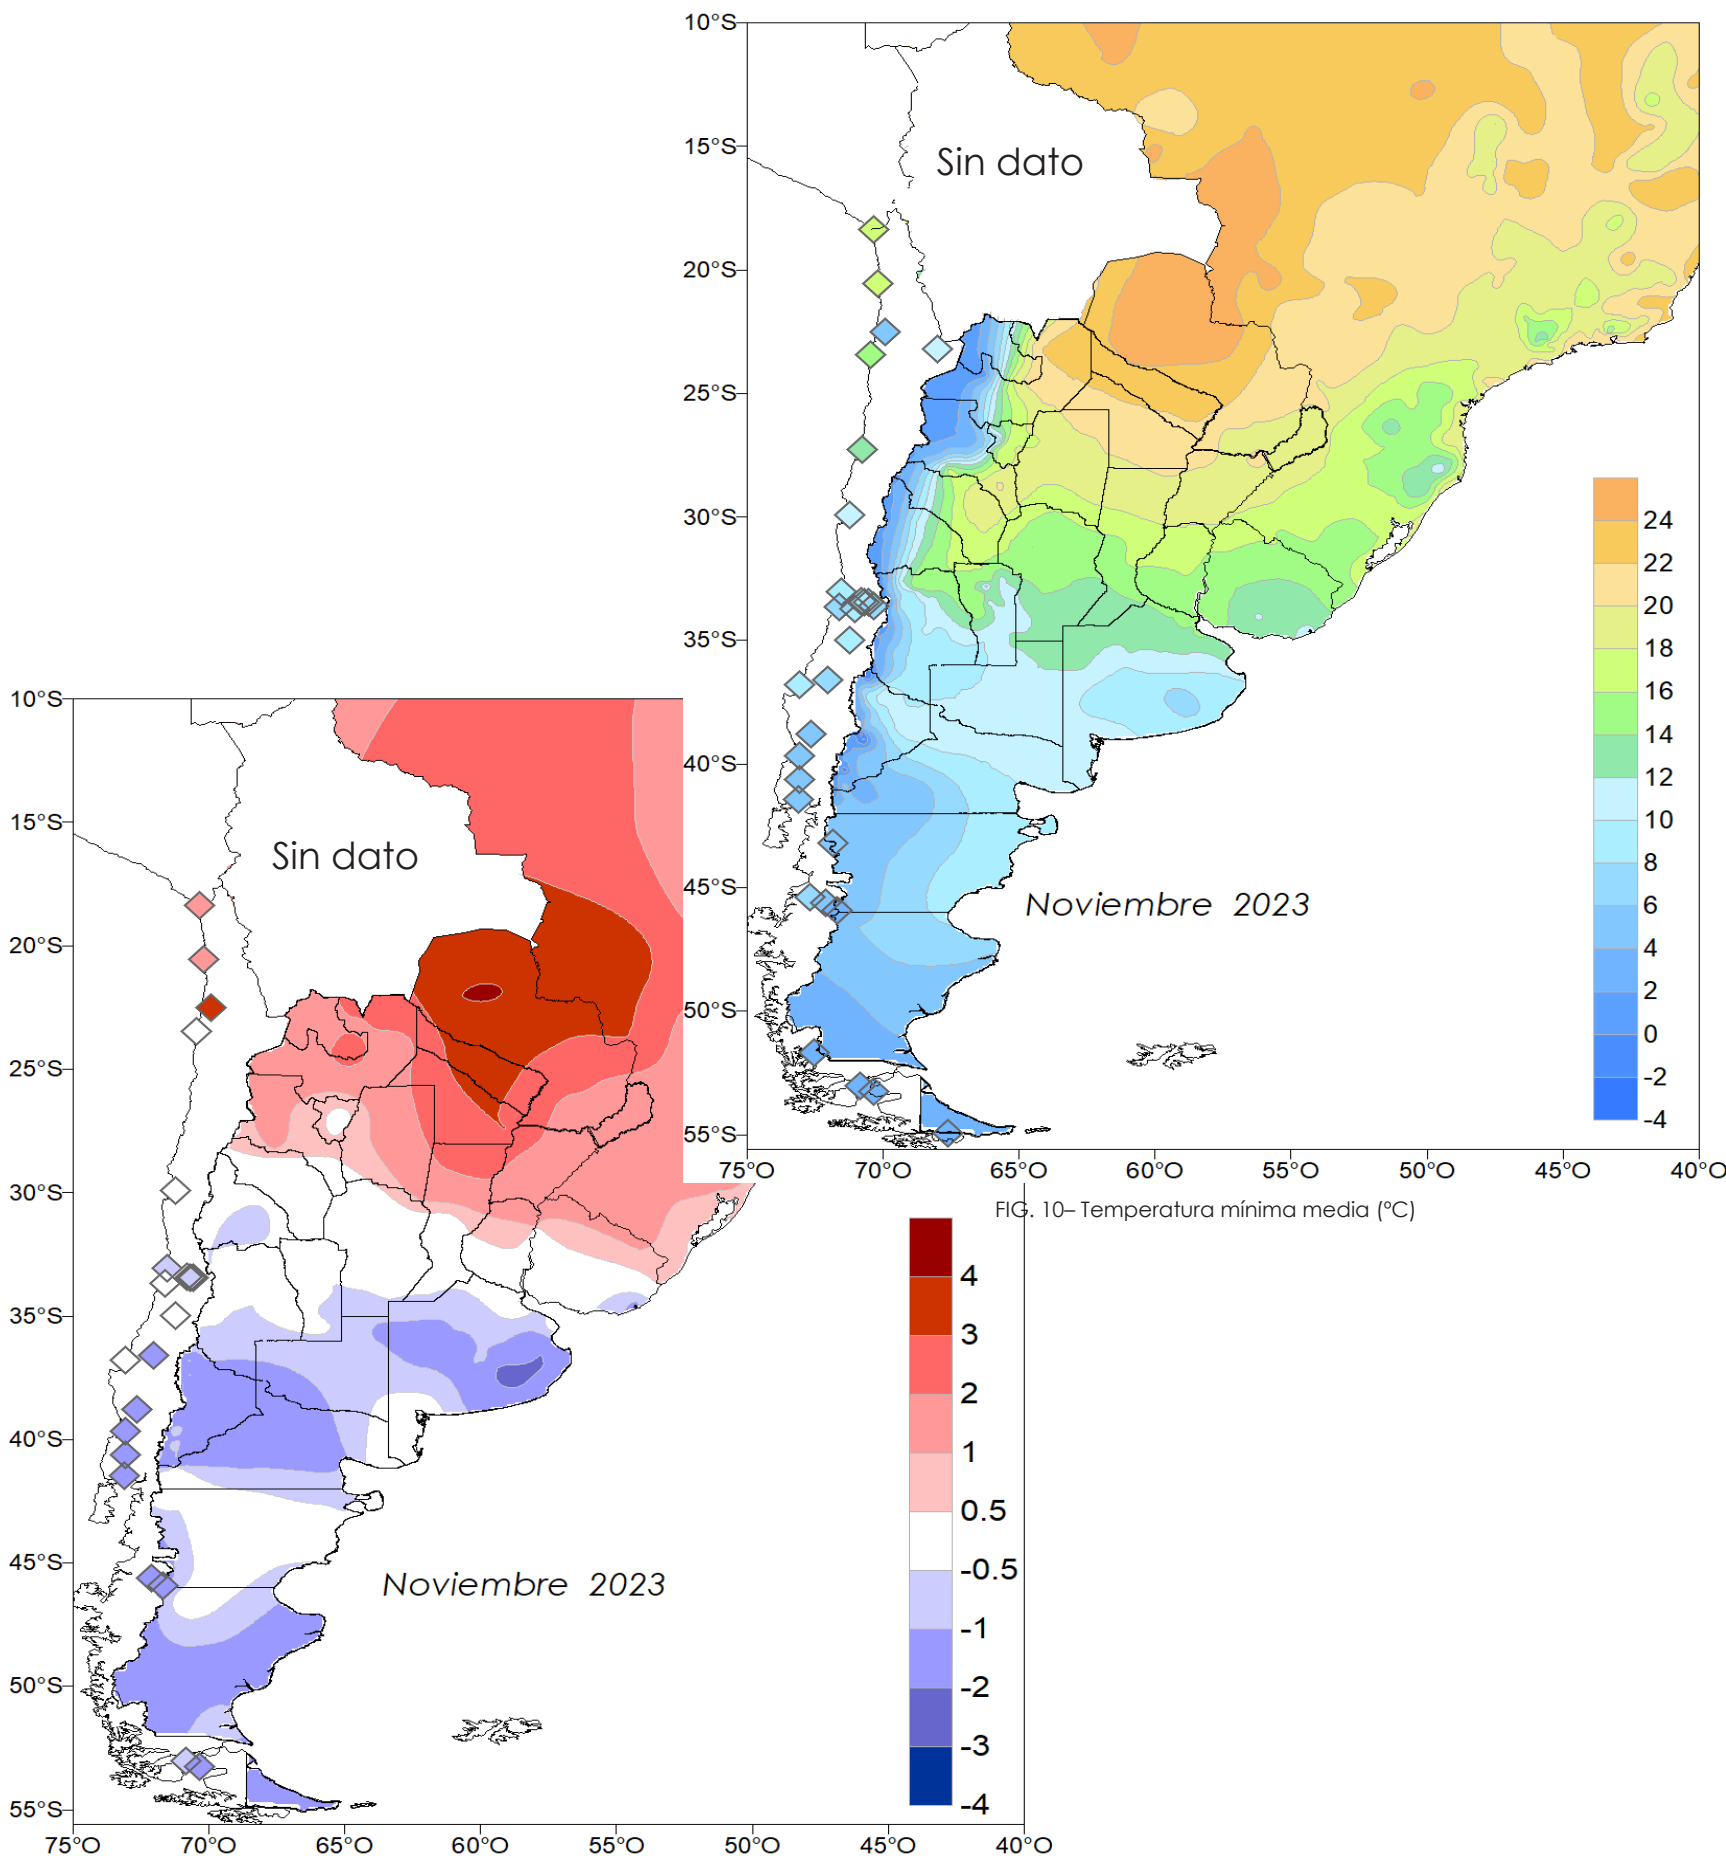 10°S
15°S
20°S
25°S
30°S
35°S
40°S
45°S
50°S
55°S
75°O
70°O
65°O
60°O
55°O
50°O
45°O
40°O
Sin dato
Noviembre 2023
24
22
20
18
16
14
12
10
8
6
4
2
0
-2
-4
FIG. 10– Temperatura mínima media (°C)
10°S
15°S
20°S
25°S
30°S
35°S
40°S
45°S
50°S
55°S
75°O
70°O
65°O
60°O
55°O
50°O
45°O
40°O
Sin dato
Noviembre 2023
4
3
2
1
0.5
-0.5
-1
-2
-3
-4